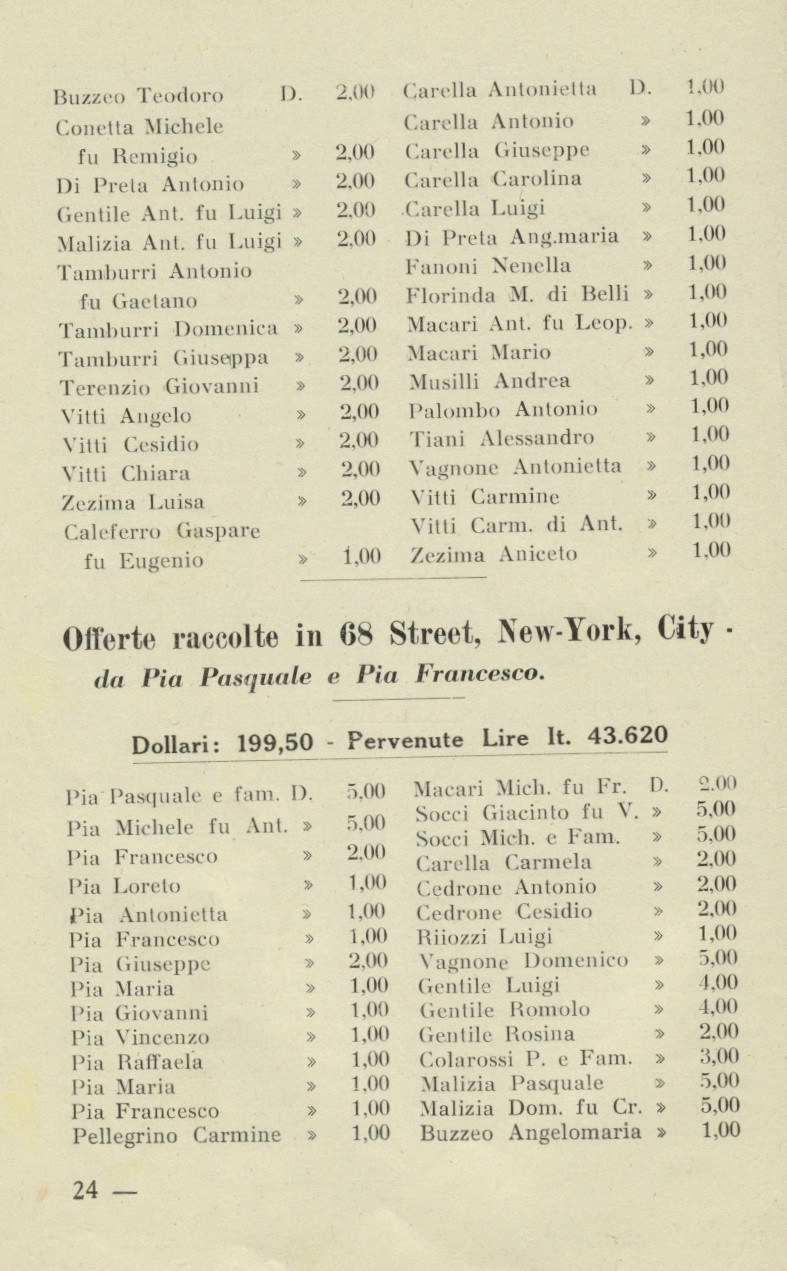 Buzzeo Teodoro D. 2,00
Conetta Michele
fu Remigio » 2,00
Di Preta Antonio » 2,00
Gentile Ant. fu Luigi » 2,00
Malizia Ant. fu Luigi » 2,00
Tamburri Antonio
fu Gaetano » 2,00
Tamburri Domenica » 2,00
Tamburri Giuseppa » 2,00
Terenzio Giovanni » 2,00
Vitti Angelo » 2,00
Vitti Cesidio » 2,00
Vitti Chiara » 2,00
Zezima Luisa » 2,00
Caleferro Gaspare
fu Eugenio » 1,00
Carella Antonietta D. 1,00
Carella Antonio » 1,00
Carella Giuseppe » 1,00
Carella Carolina » 1,00
Carella Luigi » 1,00
Di Preta Ang.maria » 1,00
Fanoni Nenella » 1,00
Florinda M. di Belli » 1,00
Macari Ant. fu Leop. » 1,00
Macari Mario » 1,00
Musilli Andrea » 1,00
Palombo Antonio » 1,00
Tiani Alessandro » 1,00
Vagnone Antonietta » 1,00
Vitti Carmine » 1,00
Vitti Carm. di Ant. » 1,00
Zezima Aniceto » 1,00
Offerte raccolte in 68 Street, New-York, City -
da Pia Pasquale e Pia Francesco.
Dollari: 199,50 - Pervenute Lire It. 43.620
Pia Pasquale e fam. D. 5,00
Pia Michele fu Ant. » 5,00
Pia Francesco » 2,00
Pia Loreto » 1,00
Pia Antonietta » 1,00
Pia Francesco » 1,00
Pia Giuseppe » 2,00
Pia Maria » 1,00
Pia Giovanni » 1,00
Pia Vincenzo » 1,00
Pia Raffaela » 1,00
Pia Maria » 1,00
Pia Francesco » 1,00
Pellegrino Carmine » 1,00
Macari Mich. fu Fr. D. 2.00
Socci Giacinto fu V. » 5,00
Socci Mich. e Fam. » 5,00
Carella Carmela » 2,00
Cedrone Antonio » 2,00
Cedrone Cesidio » 2,00
Riiozzi Luigi » 1,00
Vagnone Domenico » 5,00
Gentile Luigi » 4,00
Gentile Romolo » 4,00
Gentile Rosina » 2,00
Colarossi P. e Fam. » 3,00
Malizia Pasquale » 5,00
Malizia Dom. fu Cr. » 5,00
Buzzeo Angelomaria » 1,00
24 —